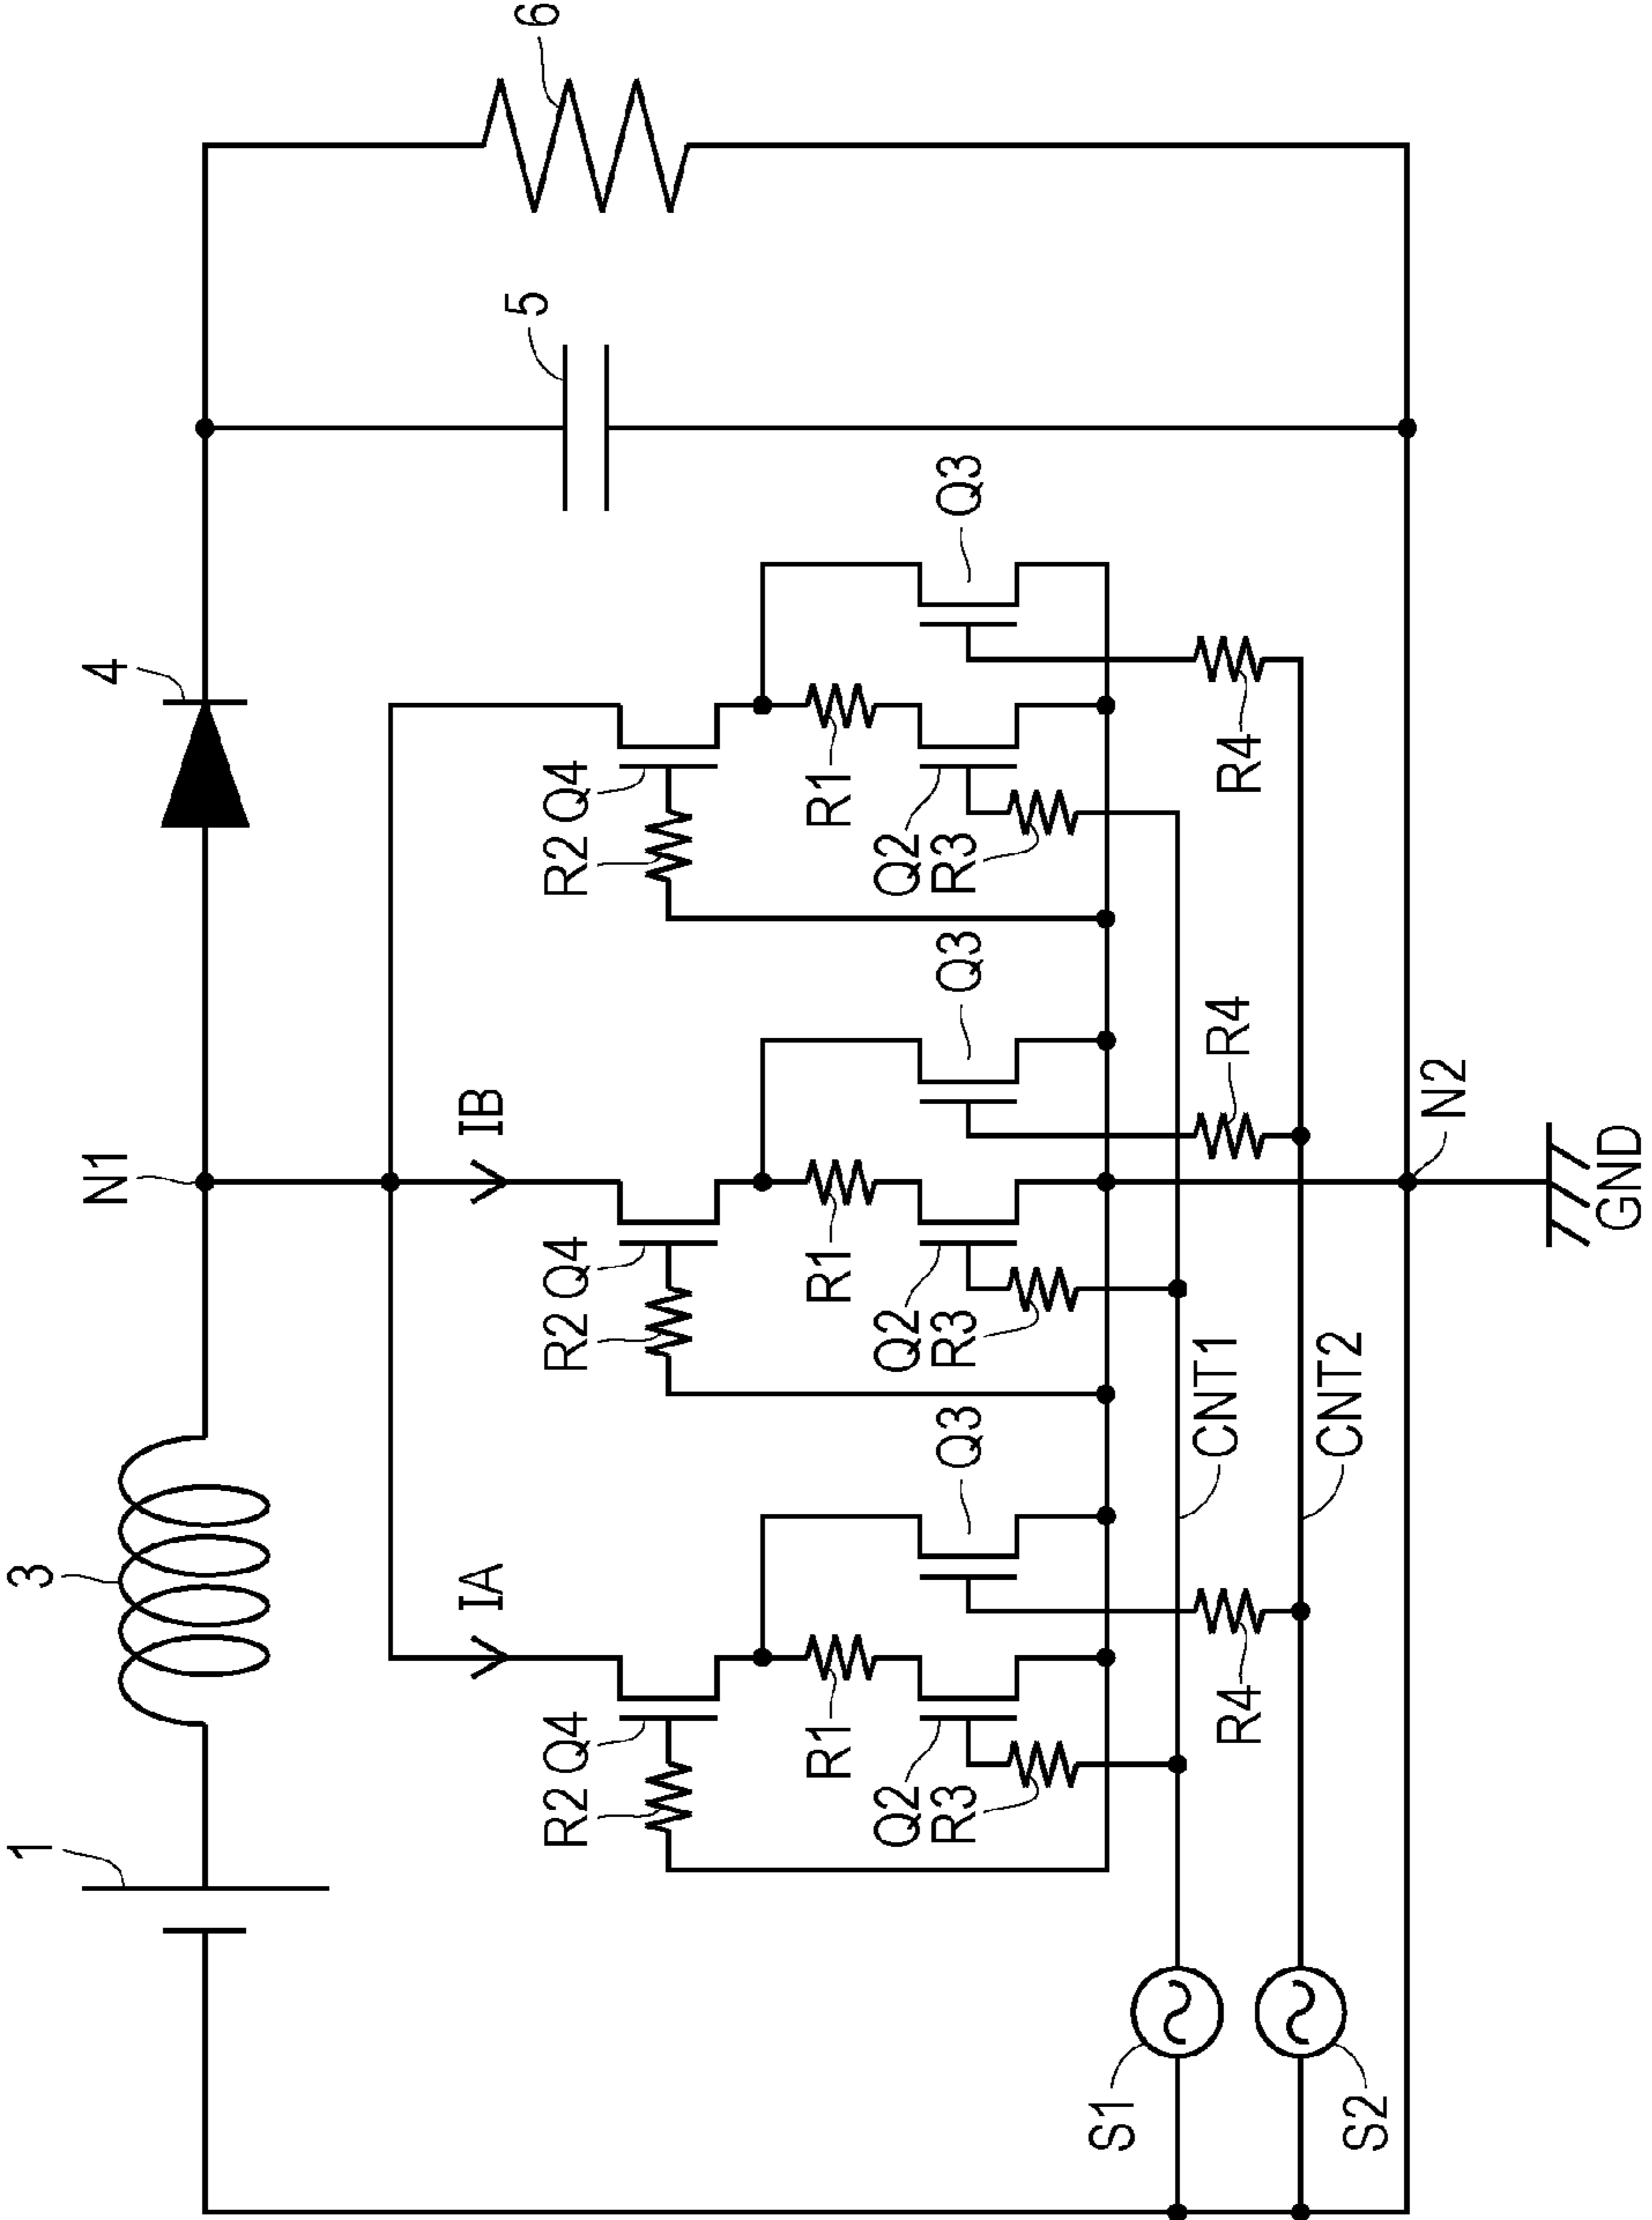 1
3
N1
4
IA
IB
5
6
R2 Q4
R2 Q4
R2 Q4
R1
R1
R1
Q2
Q2
Q2
R3
Q3
R3
Q3
R3
Q3
S1
R4
CNT1
R4
R4
S2
CNT2
N2
GND